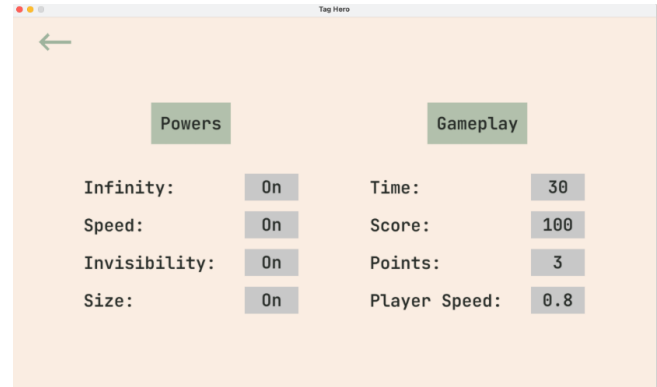 Tag Hero
Powers
Infinity: On
Speed: On
Invisibility: On
Size: On
Gameplay
Time: 30
Score: 100
Points: 3
Player Speed: 0.8